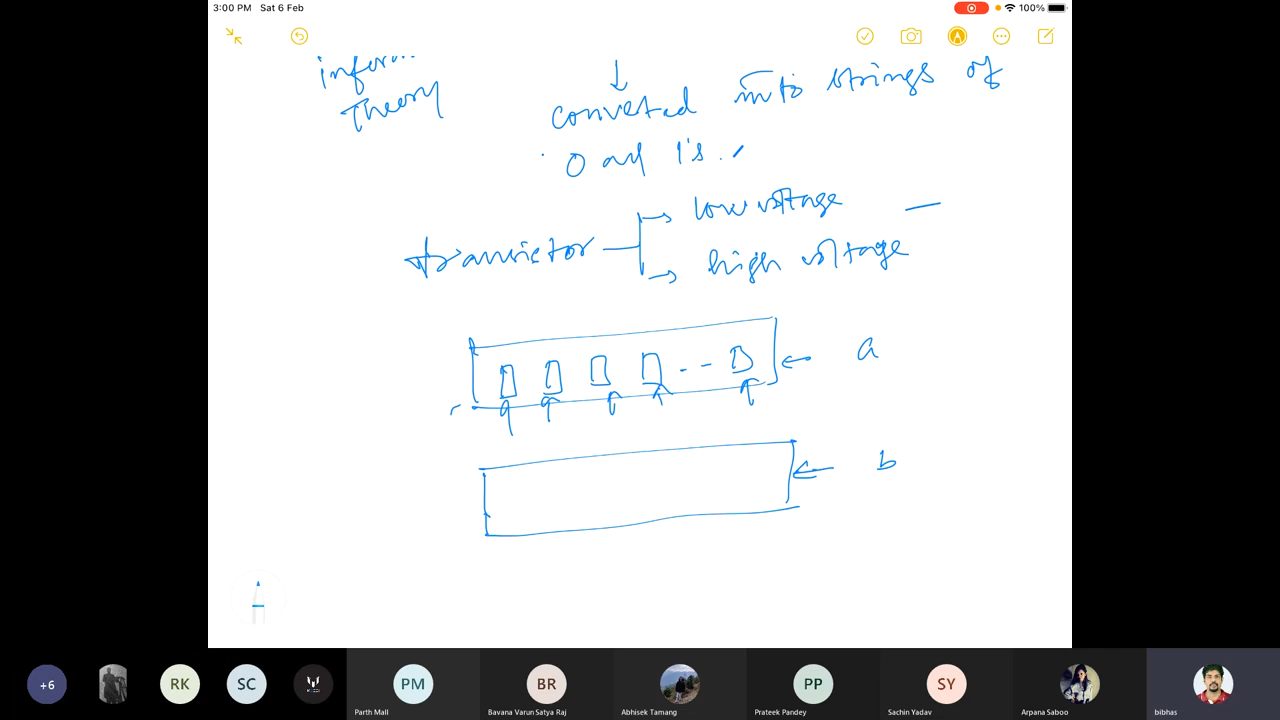 3:00 PM Sat 6 Feb
100%
Theory
↓
converted into strings of
0 and 1's.
transistor → low voltage —
→ high voltage
← a
← b
+6
RK
SC
PM
BR
PP
SY
Parth Mall
Bavana Varun Satya Raj
Abhisek Tamang
Prateek Pandey
Sachin Yadav
Arpana Saboo
bibhas